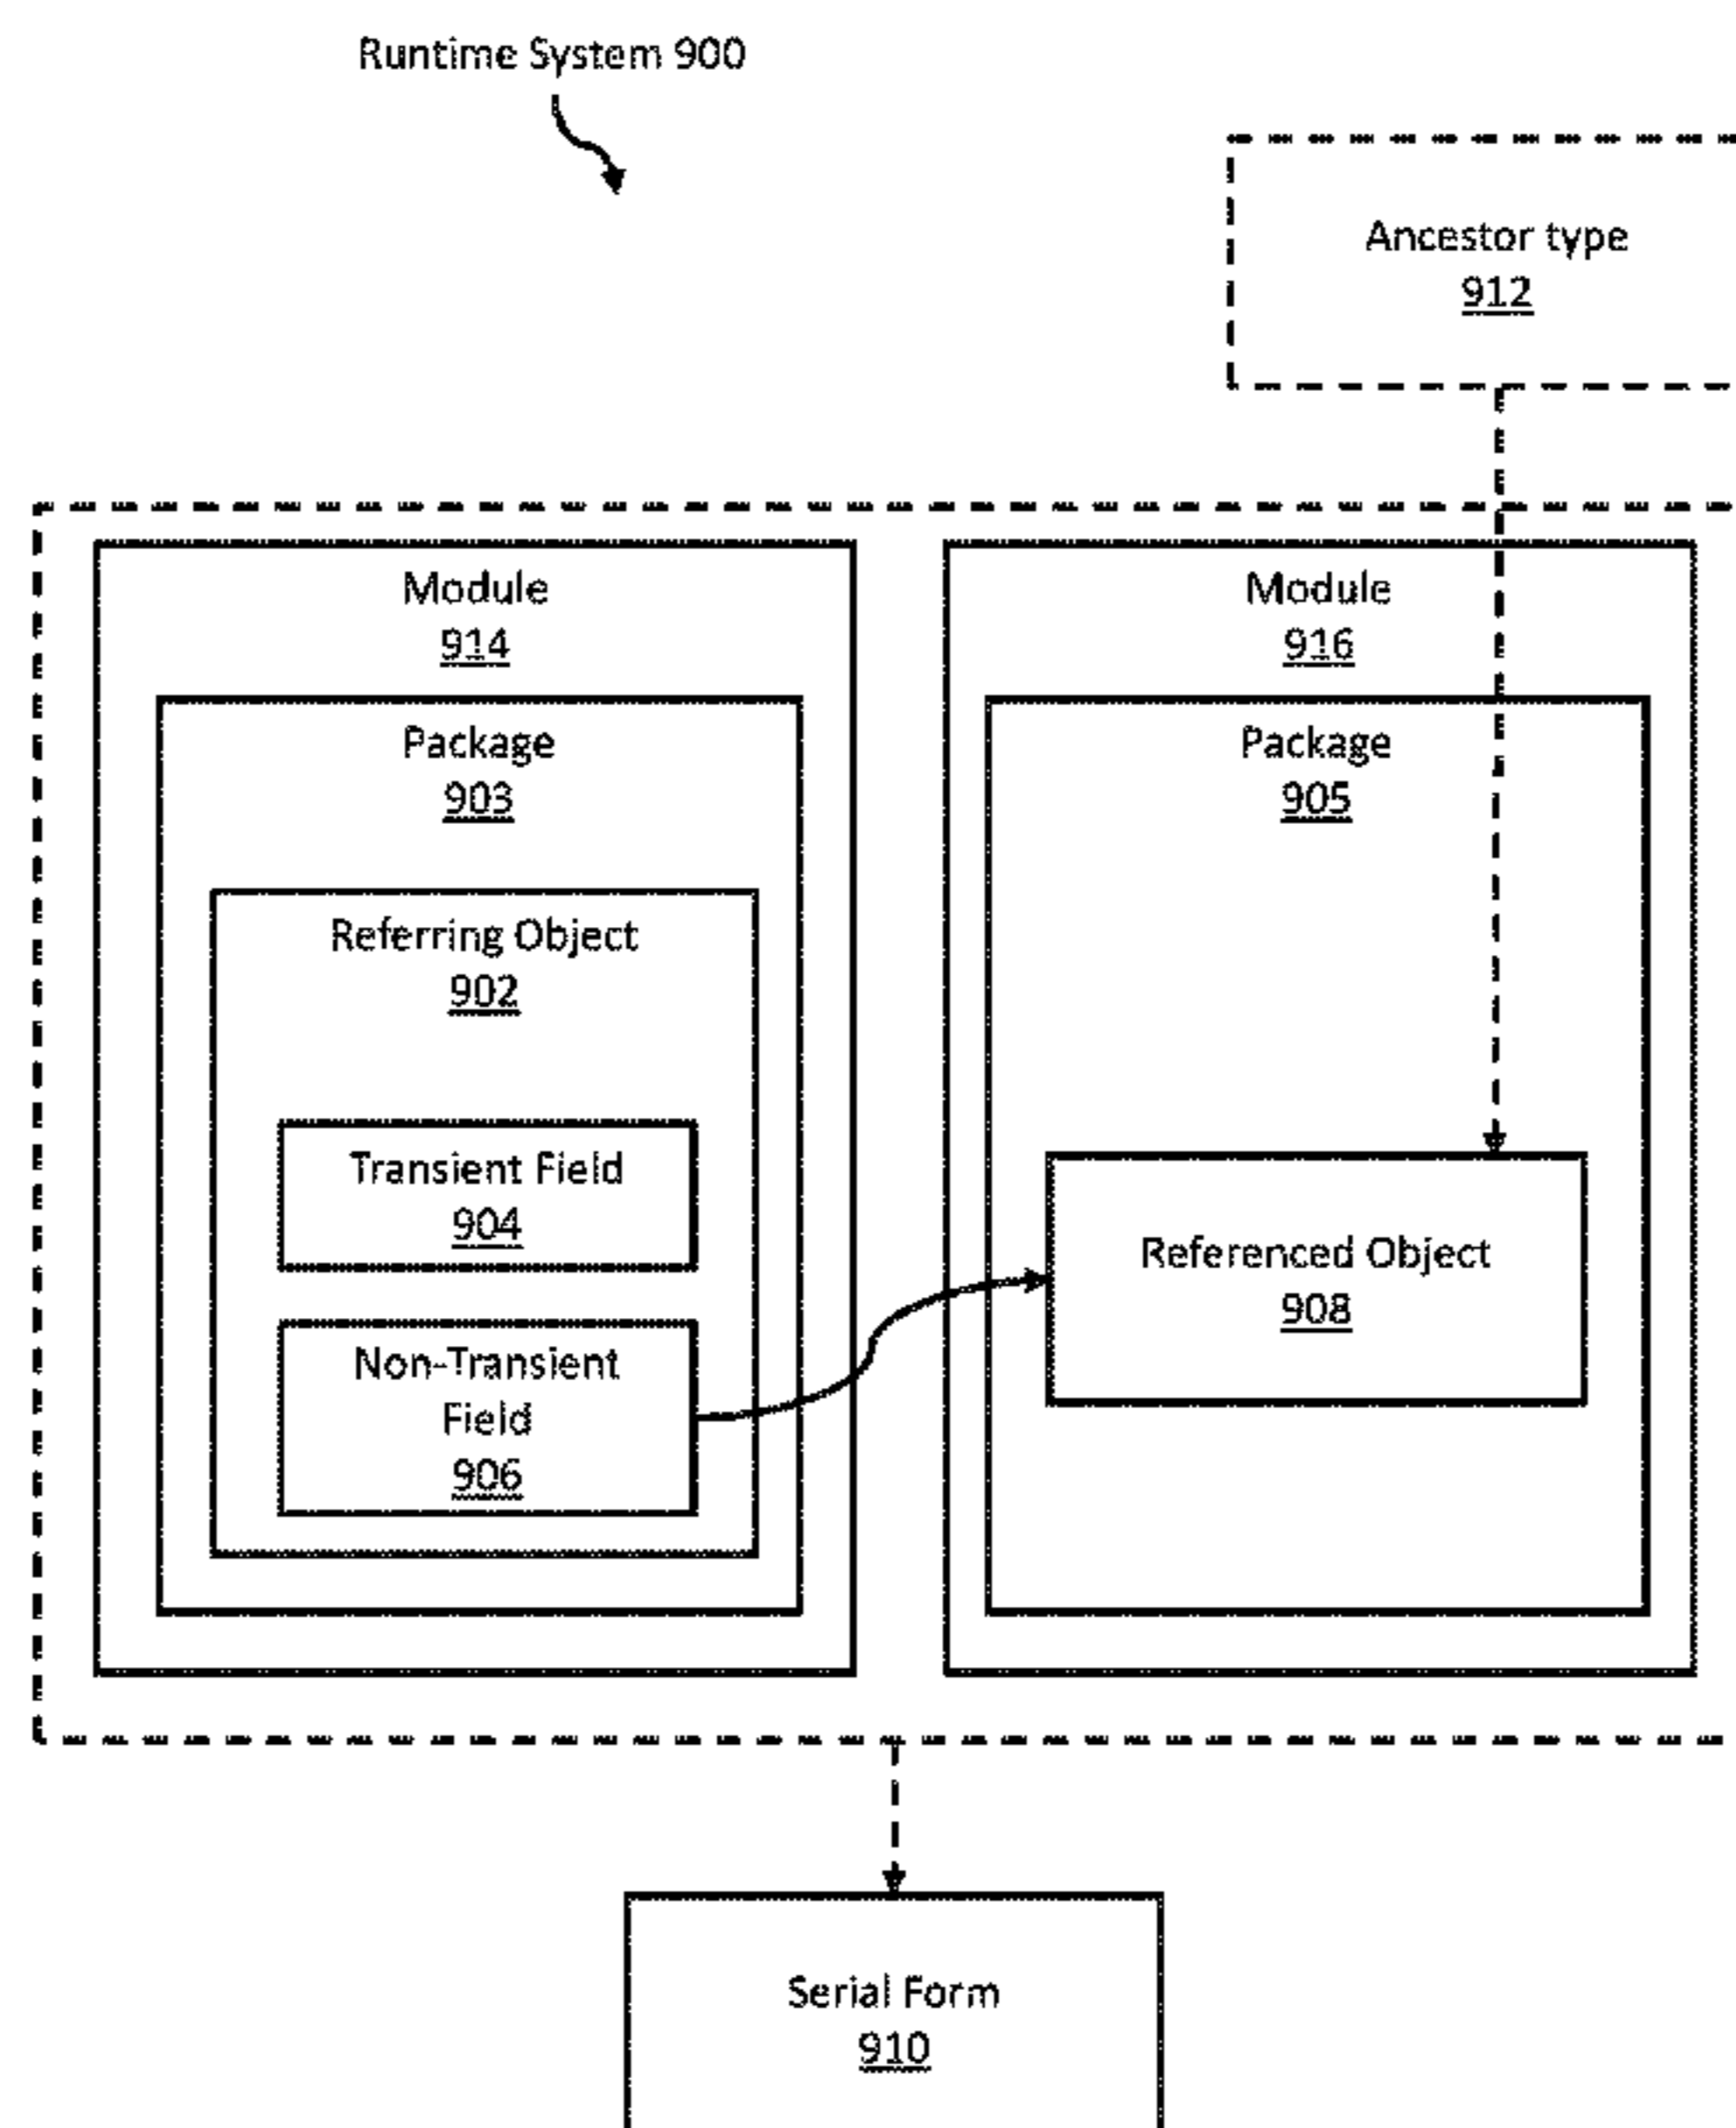 Runtime System 900
Ancestor type
912
Module
914
Package
903
Referring Object
902
Transient Field
904
Non-Transient
Field
906
Module
916
Package
905
Referenced Object
908
Serial Form
910